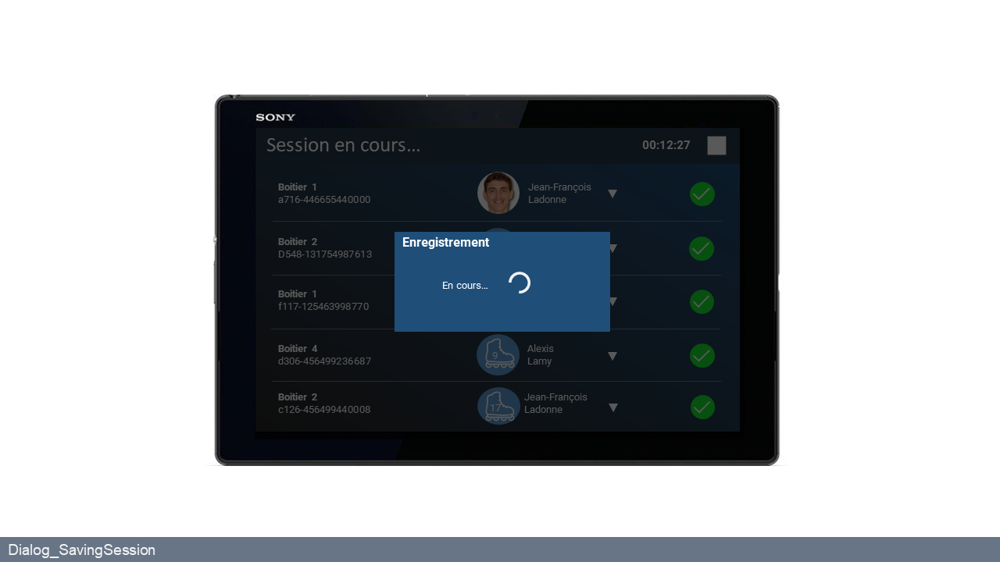 SONY
Session en cours...
00:12:27
Boitier 1
a716-446655440000
Jean-François
Ladonne
Boitier 2
D548-131754987613
Enregistrement
En cours...
Boitier 1
f117-125463998770
Boitier 4
d306-456499236687
9
Alexis
Lamy
Boitier 2
c126-456499440008
17
Jean-François
Ladonne
Dialog_SavingSession